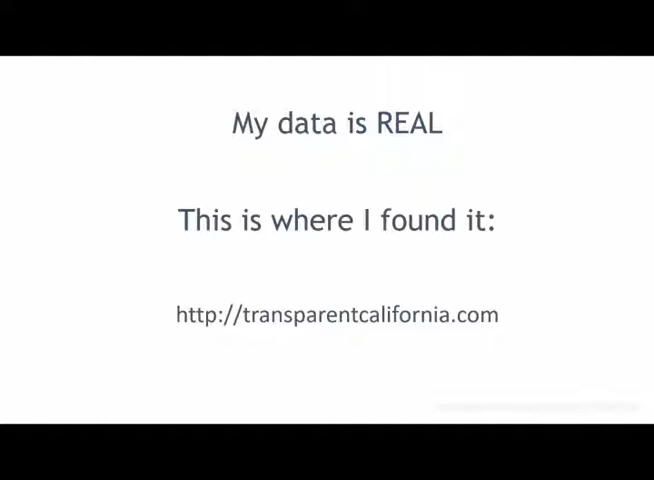 My data is REAL
This is where I found it:
http://transparentcalifornia.com